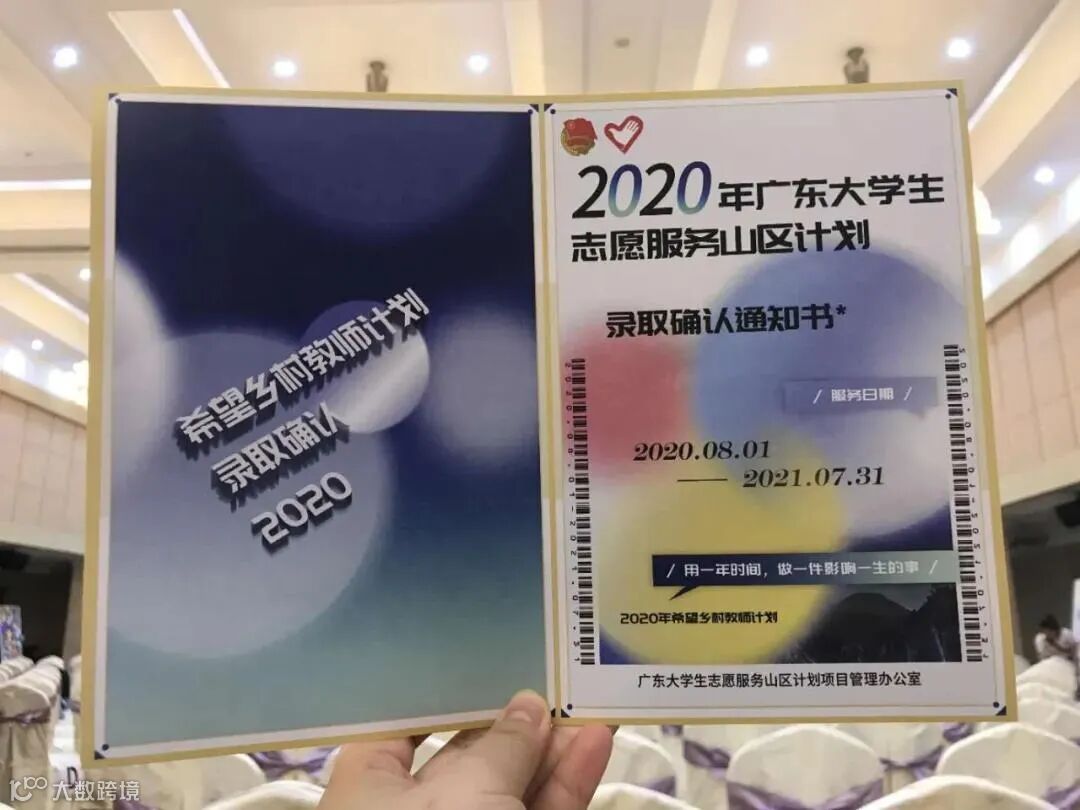 希望乡村教师计划
录取确认
2020
2020年广东大学生
志愿服务山区计划
录取确认通知书*
/ 服务日期 /
2020.08.01
—— 2021.07.31
/ 用一年时间，做一件影响一生的事 /
2020年希望乡村教师计划
广东大学生志愿服务山区计划项目管理办公室
大数跨境